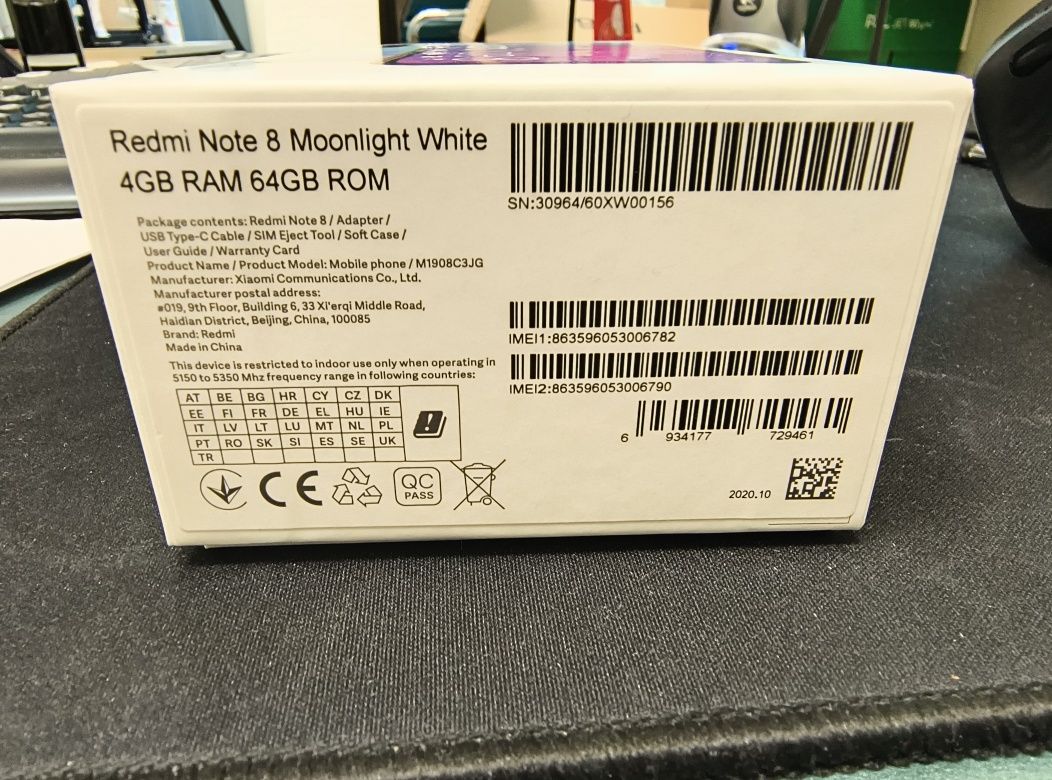 Redmi Note 8 Moonlight White
4GB RAM 64GB ROM
Package contents: Redmi Note 8 / Adapter /
USB Type-C Cable / SIM Eject Tool / Soft Case /
User Guide / Warranty Card
Product Name / Product Model: Mobile phone / M1908C3JG
Manufacturer: Xiaomi Communications Co., Ltd.
Manufacturer postal address:
#019, 9th Floor, Building 6, 33 Xi'erqi Middle Road,
Haidian District, Beijing, China, 100085
Brand: Redmi
Made in China
This device is restricted to indoor use only when operating in
5150 to 5350 Mhz frequency range in following countries:
AT BE BG HR CY CZ DK
EE FI FR DE EL HU IE
IT LV LT LU MT NL PL
PT RO SK SI ES SE UK
TR
CE
QC
PASS
SN:30964/60XW00156
IMEI1:863596053006782
IMEI2:863596053006790
6 934177 729461
2020.10